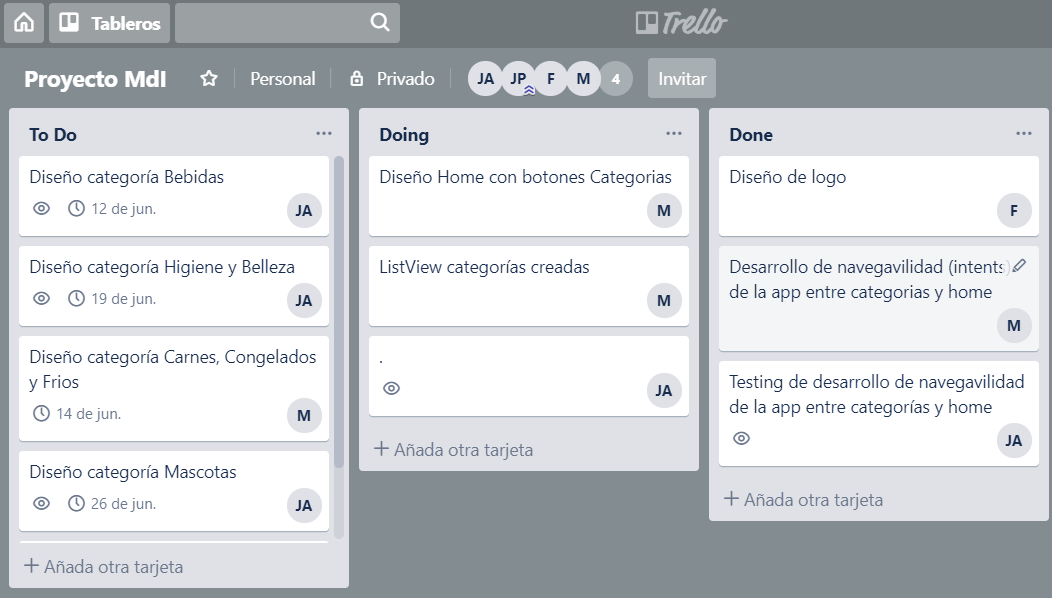 Tableros
Trello
Proyecto MdI
Personal
Privado
JA JP F M 4
Invitar
To Do
Diseño categoría Bebidas
12 de jun.
JA
Diseño categoría Higiene y Belleza
19 de jun.
JA
Diseño categoría Carnes, Congelados
y Frios
14 de jun.
M
Diseño categoría Mascotas
26 de jun.
JA
+ Añada otra tarjeta
Doing
Diseño Home con botones Categorias
M
ListView categorías creadas
M
.
JA
+ Añada otra tarjeta
Done
Diseño de logo
F
Desarrollo de navegavilidad (intents)
de la app entre categorias y home
M
Testing de desarrollo de navegavilidad
de la app entre categorías y home
JA
+ Añada otra tarjeta